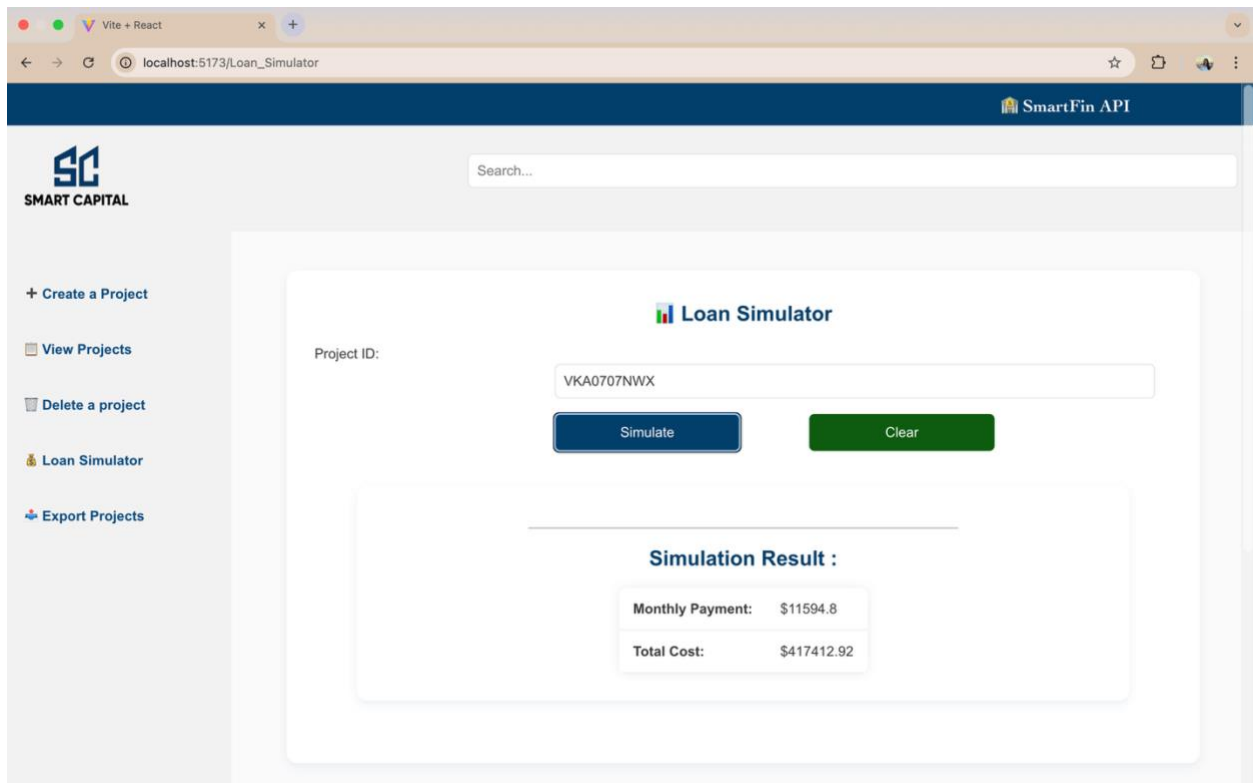 Vite + React
localhost:5173/Loan_Simulator
SmartFin API
SC
SMART CAPITAL
Search...
Create a Project
View Projects
Delete a project
Loan Simulator
Export Projects
Loan Simulator
Project ID:
VKA0707NWX
Simulate Clear
Simulation Result :
Monthly Payment: $11594.8
Total Cost: $417412.92